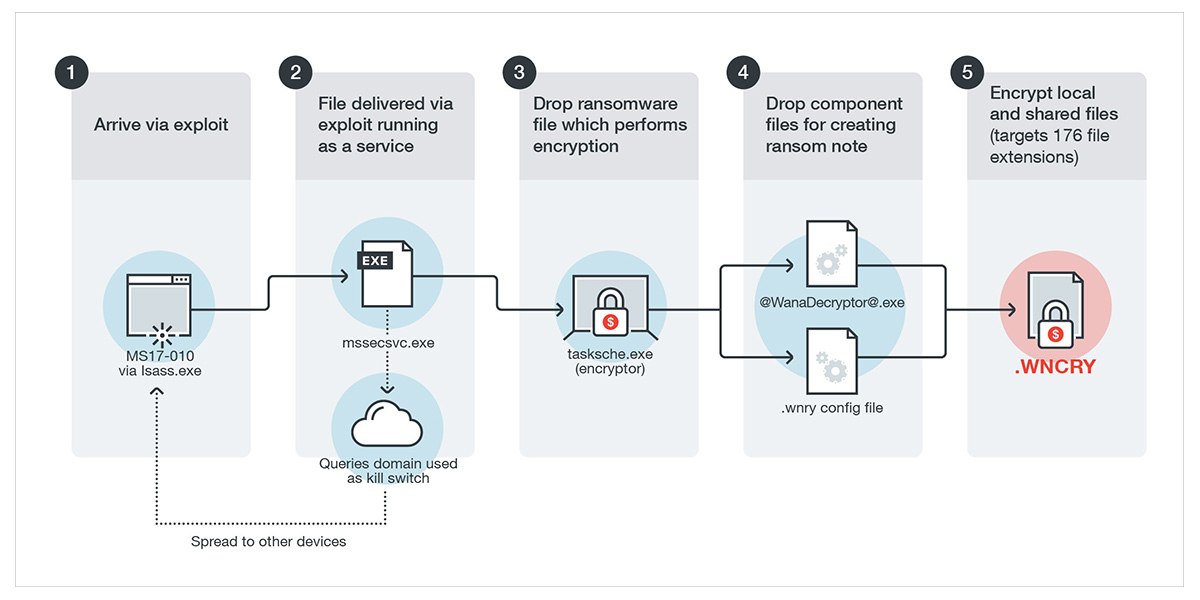 1
Arrive via exploit
2
File delivered via
exploit running
as a service
3
Drop ransomware
file which performs
encryption
4
Drop component
files for creating
ransom note
5
Encrypt local
and shared files
(targets 176 file
extensions)
MS17-010
via lsass.exe
EXE
mssecsvc.exe
Queries domain used
as kill switch
Spread to other devices
$
tasksche.exe
(encryptor)
@WanaDecryptor@.exe
.wnry config file
$
.WNCRY